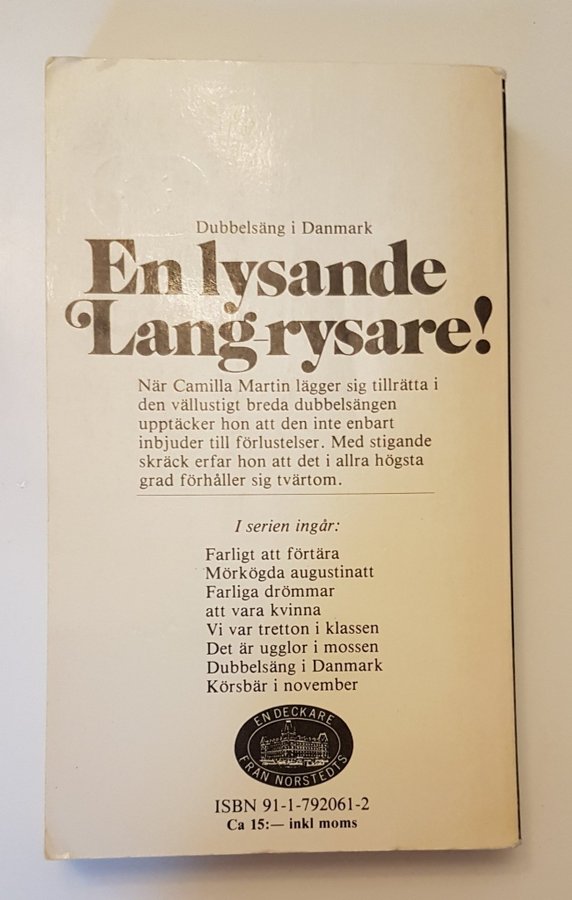 Dubbelsäng i Danmark
En lysande
Lang-rysare!
När Camilla Martin lägger sig tillrätta i
den vällustigt breda dubbelsängen
upptäcker hon att den inte enbart
inbjuder till förlustelser. Med stigande
skräck erfar hon att det i allra högsta
grad förhåller sig tvärtom.
I serien ingår:
Farligt att förtära
Mörkögda augustinatt
Farliga drömmar
att vara kvinna
Vi var tretton i klassen
Det är ugglor i mossen
Dubbelsäng i Danmark
Körsbär i november
EN DECKARE
FRÅN NORSTEDTS
ISBN 91-1-792061-2
Ca 15:— inkl moms